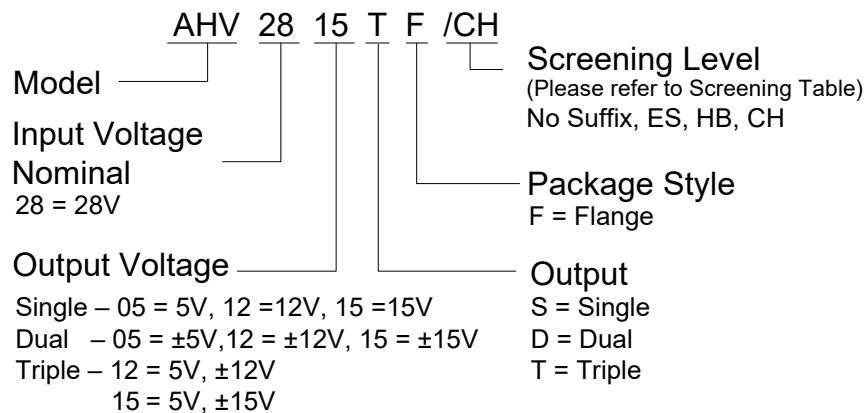 AHV 28 15 T F /CH
Model
Input Voltage
Nominal
28 = 28V
Output Voltage
Single – 05 = 5V, 12 =12V, 15 =15V
Dual – 05 = ±5V,12 = ±12V, 15 = ±15V
Triple – 12 = 5V, ±12V
15 = 5V, ±15V
Screening Level
(Please refer to Screening Table)
No Suffix, ES, HB, CH
Package Style
F = Flange
Output
S = Single
D = Dual
T = Triple